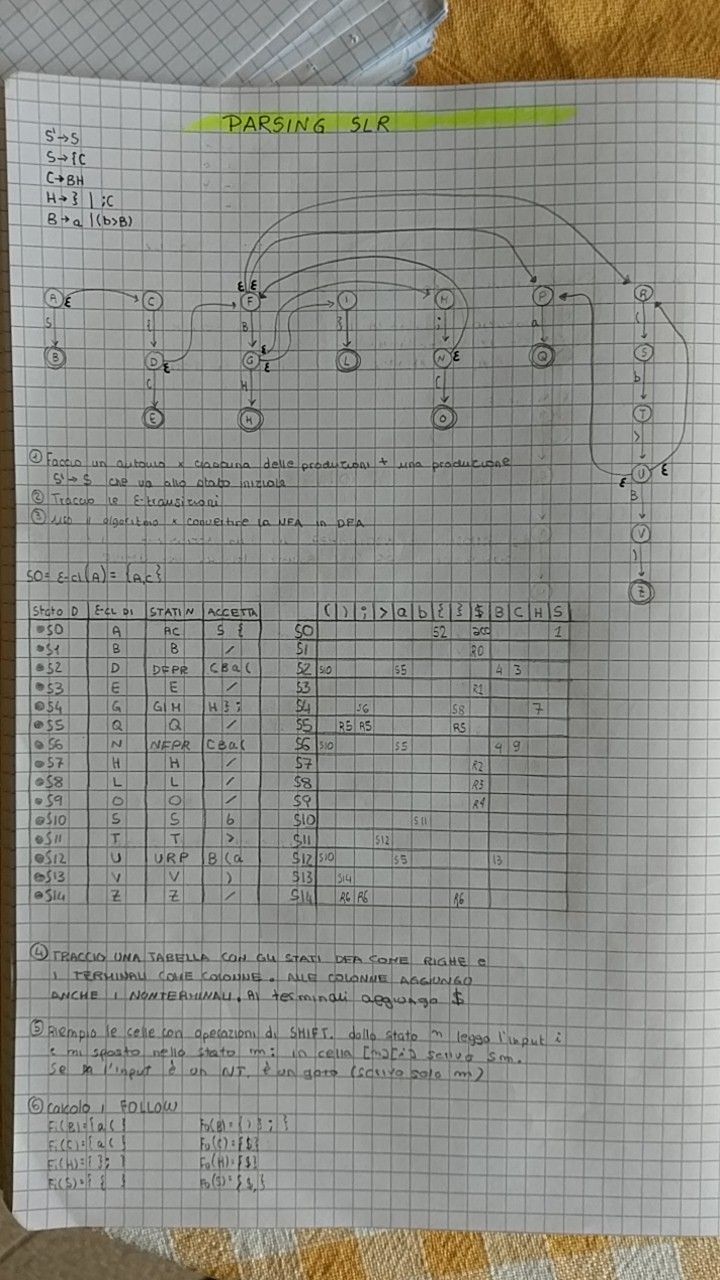 PARSING SLR
S'→S
S→{C
C→BH
H→} | ;C
B→a |(b>B)
ε ε
A ε C F I M P R
S { B } ; a (
B D ε G ε L N ε Q S
C H C b
E H O T
>
ε U ε
B
V
)
Z
① Faccio un automa x ciascuna delle produzioni + una produzione
S'→S che va allo stato iniziale
② Traccio le ε-transizioni
③ Uso l'algoritmo x convertire la NFA in DFA
S0= ε-cl(A) = {A,C}
Stato D ε-CL DI STATI N ACCETTA ( ) ; > a b { } $ B C H S
S0 A AC S { S0 S2 acc 1
S1 B B / S1 R0
S2 D DFPR C B a ( S2 S10 S5 4 3
S3 E E / S3 R1
S4 G GIM H } ; S4 S6 S8 7
S5 Q Q / S5 R5 R5 R5
S6 N NFPR C B a ( S6 S10 S5 4 9
S7 H H / S7 R2
S8 L L / S8 R3
S9 O O / S9 R4
S10 S S b S10 S11
S11 T T > S11 S12
S12 U URP B ( a S12 S10 S5 13
S13 V V ) S13 S14
S14 Z Z / S14 R6 R6 R6
④ TRACCIO UNA TABELLA CON GLI STATI DFA COME RIGHE e
I TERMINALI COME COLONNE. ALLE COLONNE AGGIUNGO
ANCHE I NONTERMINALI. Ai terminali aggiungo $
⑤ Riempio le celle con operazioni di SHIFT. dallo stato n leggo l'input i
e mi sposto nello stato m: in cella [n][i] scrivo Sm.
Se l'input è un NT, è un goto (scrivo solo m)
⑥ Calcolo i FOLLOW
Fi(B)={a ( } Fo(B)={ ) } ; }
Fi(C)={a ( } Fo(C)={$}
Fi(H)={ } ; } Fo(H)={$}
Fi(S)={ { } Fo(S)={ $ }